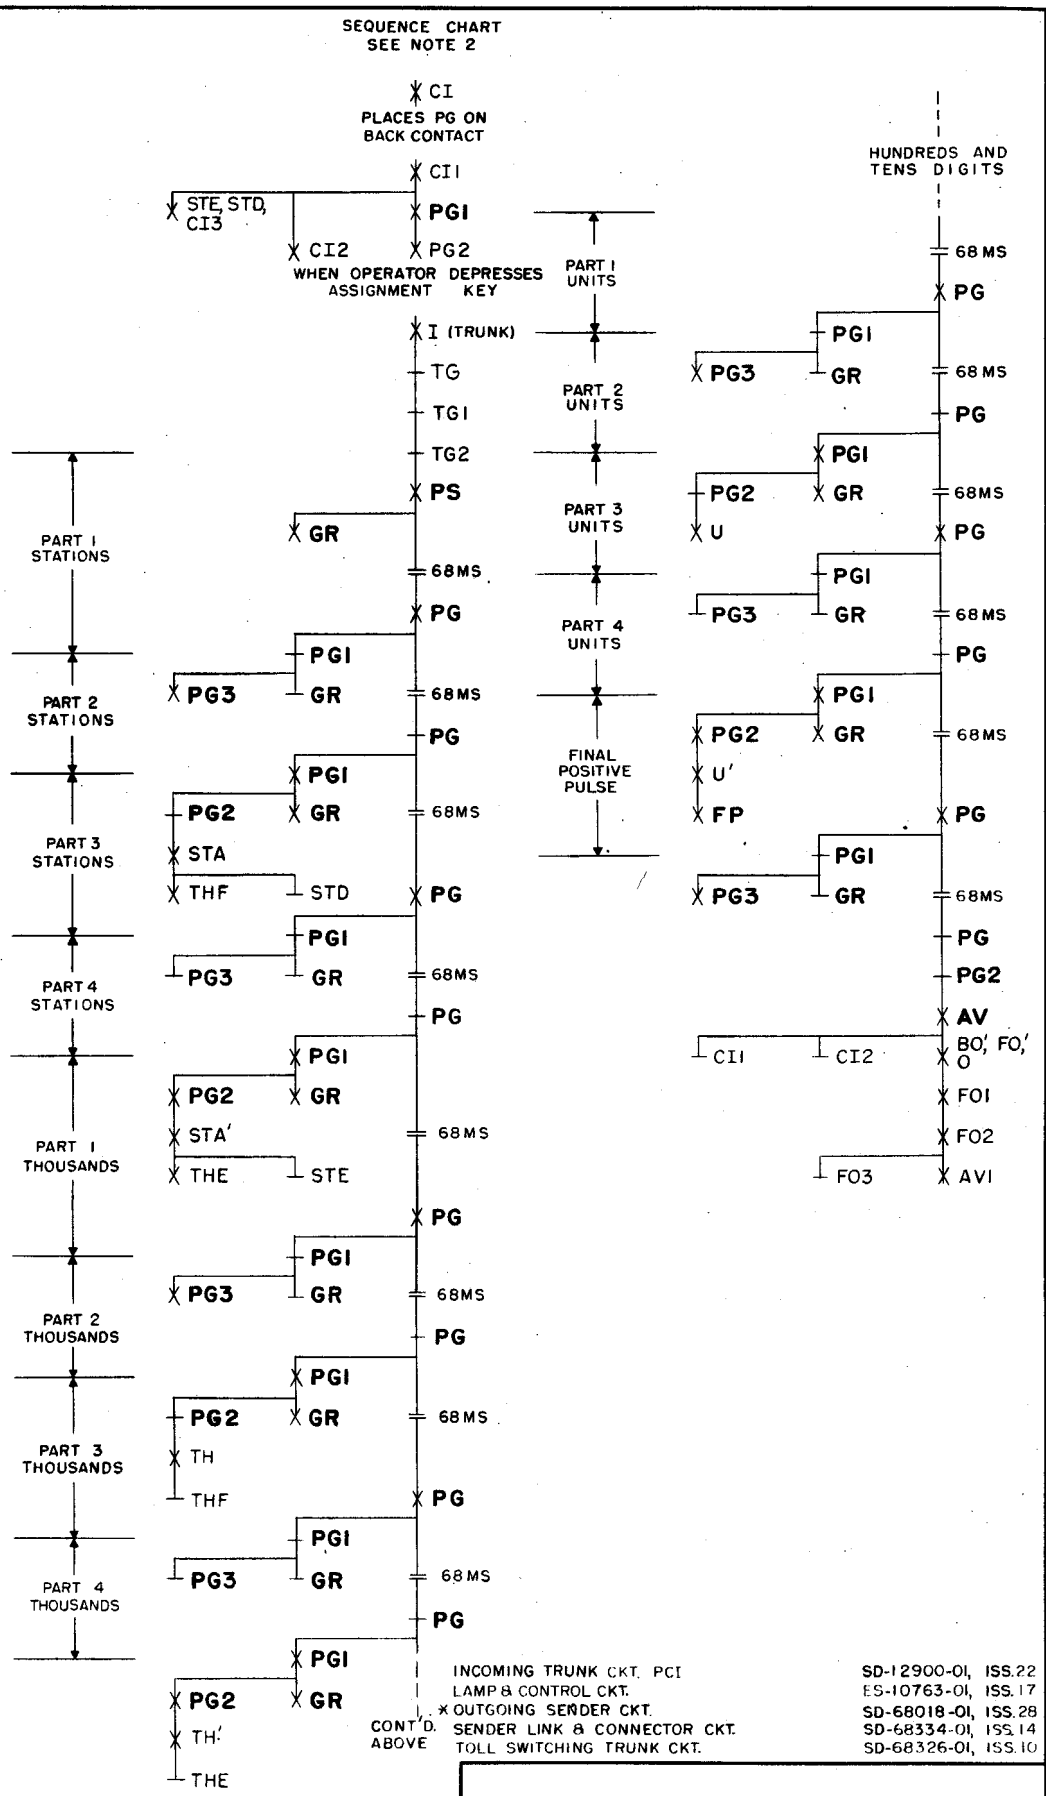 SEQUENCE CHART
SEE NOTE 2
CI
PLACES PG ON
BACK CONTACT
CI1
STE, STD,
CI3
PG1
CI2
PG2
WHEN OPERATOR DEPRESSES
ASSIGNMENT KEY
I (TRUNK)
TG
TG1
TG2
PS
GR
PART 1
STATIONS
68MS
PG
PG1
PG3
GR
68MS
PART 2
STATIONS
PG
PG1
PG2
GR
68MS
PART 3
STATIONS
STA
THF
STD
PG
PG1
PG3
GR
68MS
PART 4
STATIONS
PG
PG1
PG2
GR
STA'
68MS
PART 1
THOUSANDS
THE
STE
PG
PG1
PG3
GR
68MS
PART 2
THOUSANDS
PG
PG1
PG2
GR
68MS
PART 3
THOUSANDS
TH
THF
PG
PG1
PG3
GR
68MS
PART 4
THOUSANDS
PG
PG1
PG2
GR
TH'
THE
CONT'D.
ABOVE
HUNDREDS AND
TENS DIGITS
68MS
PART 1
UNITS
PG
PG1
PG3
GR
68MS
PART 2
UNITS
PG
PG1
PG2
GR
68MS
PART 3
UNITS
U
PG
PG1
PG3
GR
68MS
PART 4
UNITS
PG
PG1
PG2
GR
68MS
FINAL
POSITIVE
PULSE
U'
FP
PG
PG1
PG3
GR
68MS
PG
PG2
AV
CI1
CI2
BO', FO',
O
FO1
FO2
FO3
AV1
INCOMING TRUNK CKT. PCI SD-12900-01, ISS.22
LAMP & CONTROL CKT. ES-10763-01, ISS.17
* OUTGOING SENDER CKT. SD-68018-01, ISS.28
SENDER LINK & CONNECTOR CKT. SD-68334-01, ISS.14
TOLL SWITCHING TRUNK CKT. SD-68326-01, ISS.10